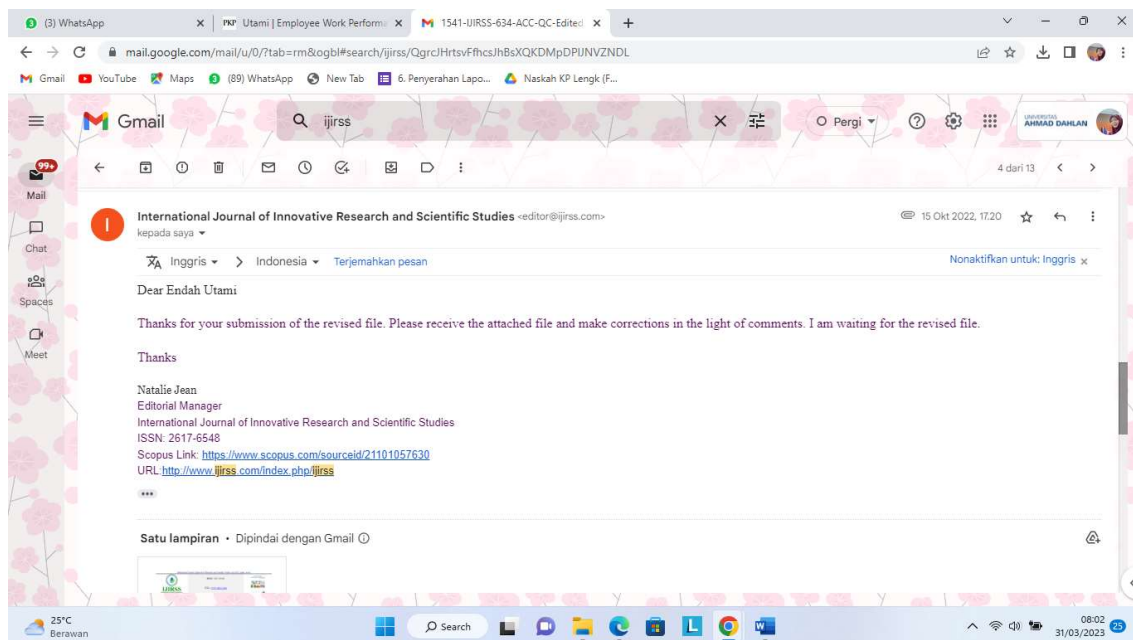 (3) WhatsApp
PKP Utami | Employee Work Performa
1541-IJIRSS-634-ACC-QC-Edited
mail.google.com/mail/u/0/?tab=rm&ogbl#search/ijirss/QgrcJHrtsvFfhcsJhBsXQKDMpDPJNVZNDL
Gmail YouTube Maps (89) WhatsApp New Tab 6. Penyerahan Lapo... Naskah KP Lengk (F...
Gmail
ijirss
Pergi
UNIVERSITAS
AHMAD DAHLAN
99+
Mail
Chat
Spaces
Meet
4 dari 13
International Journal of Innovative Research and Scientific Studies <editor@ijirss.com>
15 Okt 2022, 17.20
kepada saya
Inggris > Indonesia Terjemahkan pesan
Nonaktifkan untuk: Inggris x
Dear Endah Utami
Thanks for your submission of the revised file. Please receive the attached file and make corrections in the light of comments. I am waiting for the revised file.
Thanks
Natalie Jean
Editorial Manager
International Journal of Innovative Research and Scientific Studies
ISSN: 2617-6548
Scopus Link: https://www.scopus.com/sourceid/21101057630
URL:http://www.ijirss.com/index.php/ijirss
Satu lampiran • Dipindai dengan Gmail
IJIRSS
25°C
Berawan
Search
08:02
31/03/2023
25